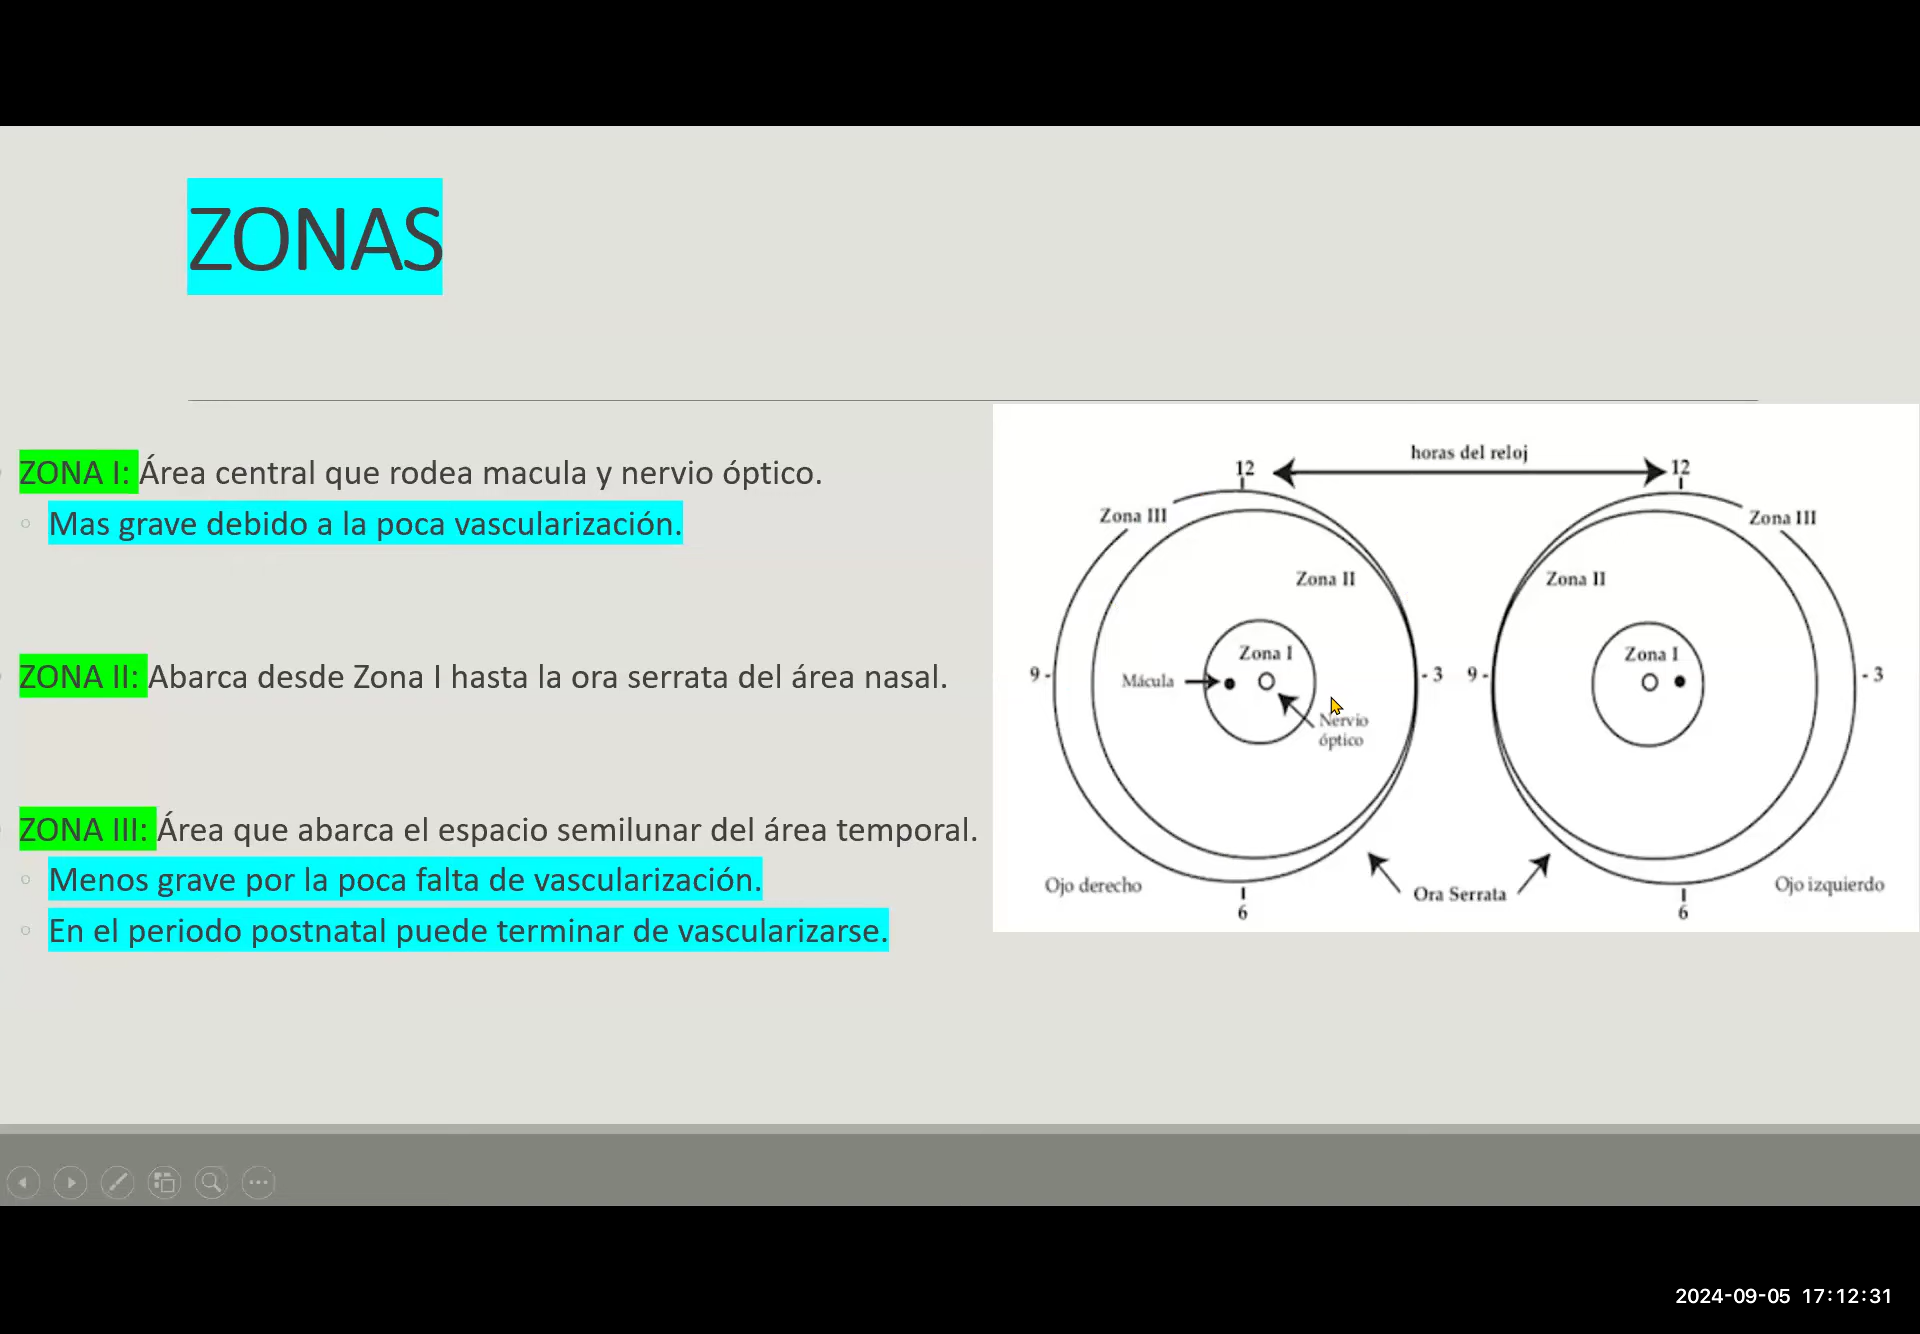 ZONAS
ZONA I: Área central que rodea macula y nervio óptico.
Mas grave debido a la poca vascularización.
ZONA II: Abarca desde Zona I hasta la ora serrata del área nasal.
ZONA III: Área que abarca el espacio semilunar del área temporal.
Menos grave por la poca falta de vascularización.
En el periodo postnatal puede terminar de vascularizarse.
horas del reloj
12
12
Zona III
Zona III
Zona II
Zona II
Zona I
Zona I
9 -
- 3
9 -
- 3
Mácula
Nervio
óptico
Ojo derecho
Ora Serrata
Ojo izquierdo
6
6
2024-09-05 17:12:31